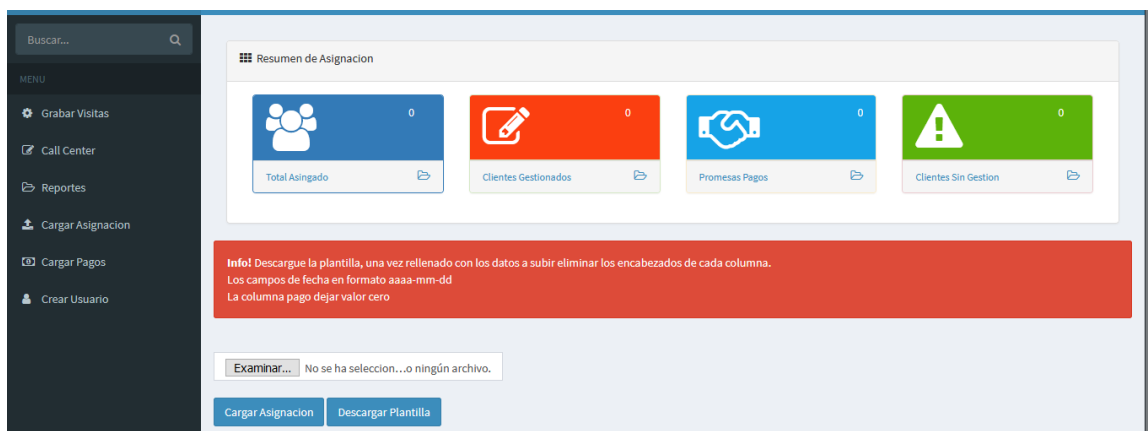 Buscar...
MENU
Grabar Visitas
Call Center
Reportes
Cargar Asignacion
Cargar Pagos
Crear Usuario
Resumen de Asignacion
0
Total Asingado
0
Clientes Gestionados
0
Promesas Pagos
0
Clientes Sin Gestion
Info! Descargue la plantilla, una vez rellenado con los datos a subir eliminar los encabezados de cada columna.
Los campos de fecha en formato aaaa-mm-dd
La columna pago dejar valor cero
Examinar... No se ha seleccion...o ningún archivo.
Cargar Asignacion Descargar Plantilla